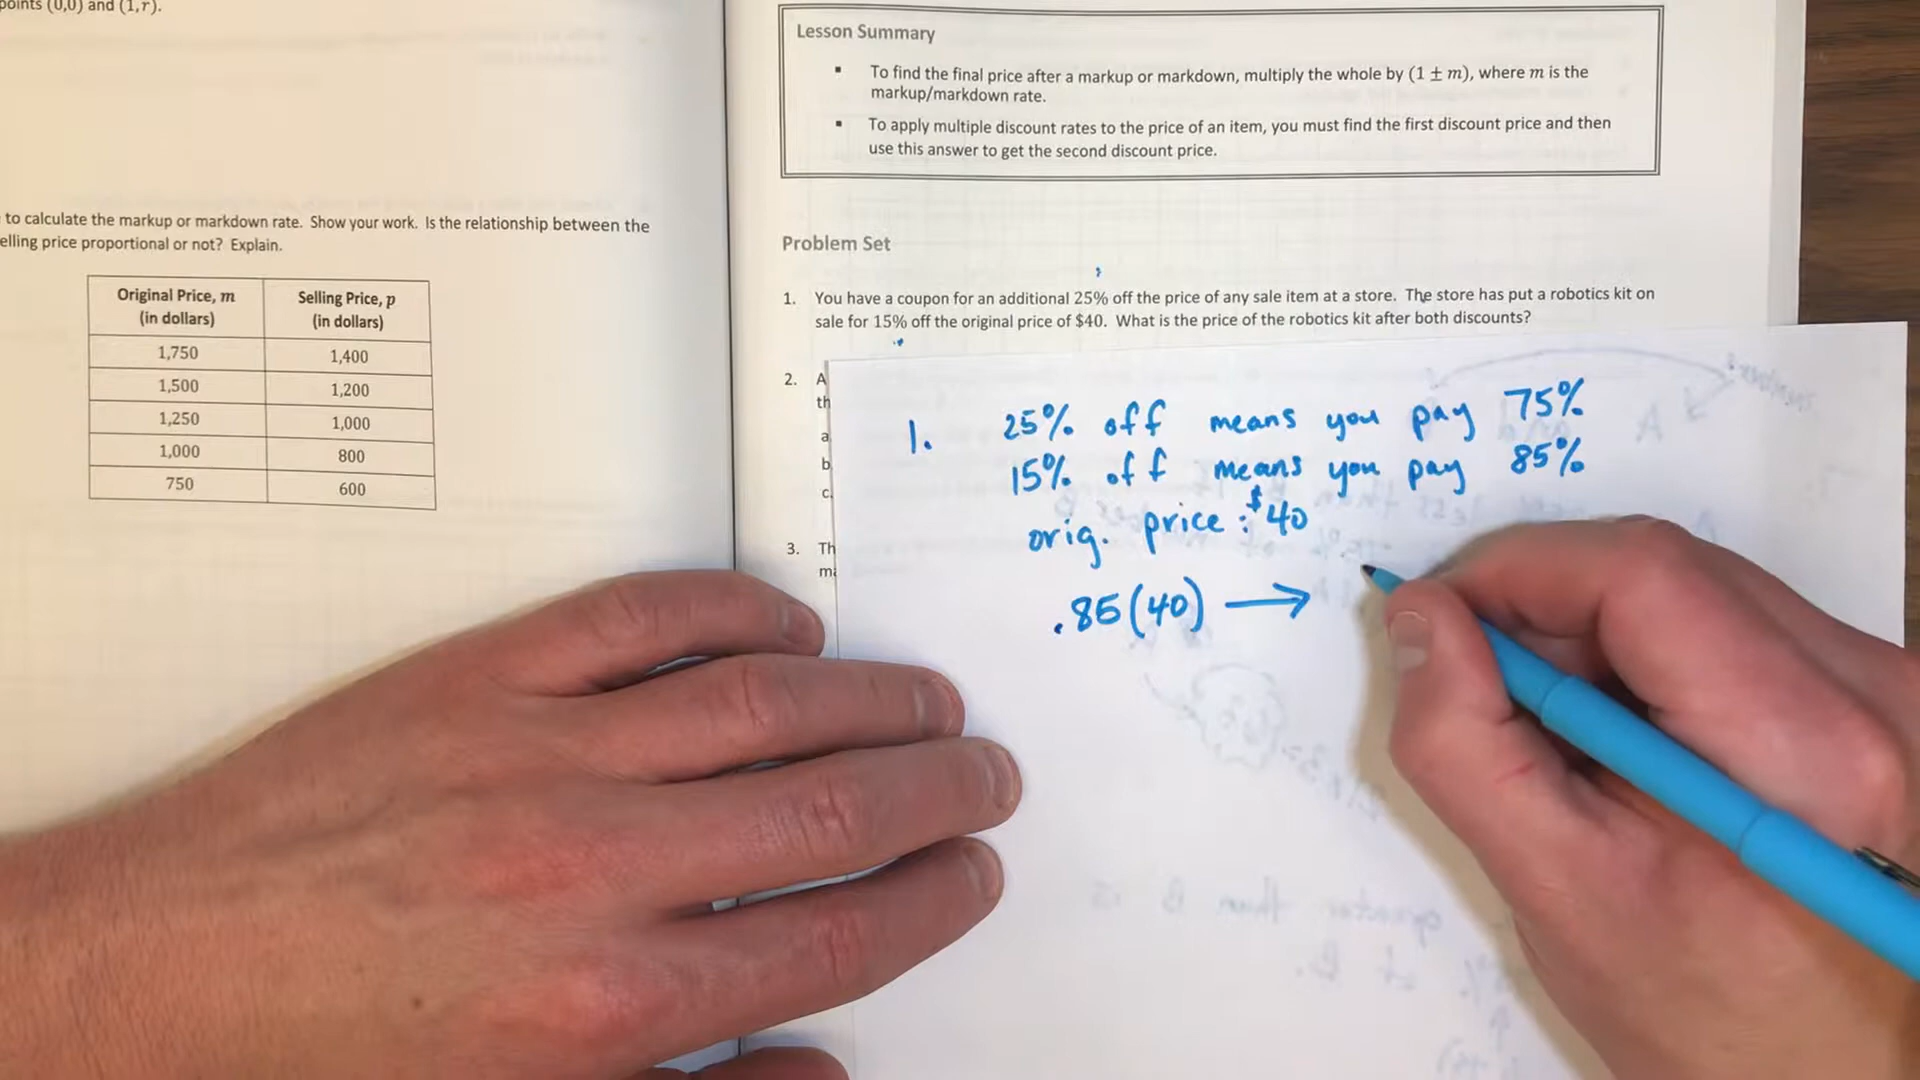 points (0,0) and (1,r).
to calculate the markup or markdown rate. Show your work. Is the relationship between the
elling price proportional or not? Explain.
Original Price, m
(in dollars)
Selling Price, p
(in dollars)
1,750
1,400
1,500
1,200
1,250
1,000
1,000
800
750
600
Lesson Summary
▪ To find the final price after a markup or markdown, multiply the whole by (1 ± m), where m is the
markup/markdown rate.
▪ To apply multiple discount rates to the price of an item, you must find the first discount price and then
use this answer to get the second discount price.
Problem Set
1. You have a coupon for an additional 25% off the price of any sale item at a store. The store has put a robotics kit on
sale for 15% off the original price of $40. What is the price of the robotics kit after both discounts?
2. A
th
a
b
c.
3. Th
ma
1. 25% off means you pay 75%
15% off means you pay 85%
orig. price: $40
.85(40) →